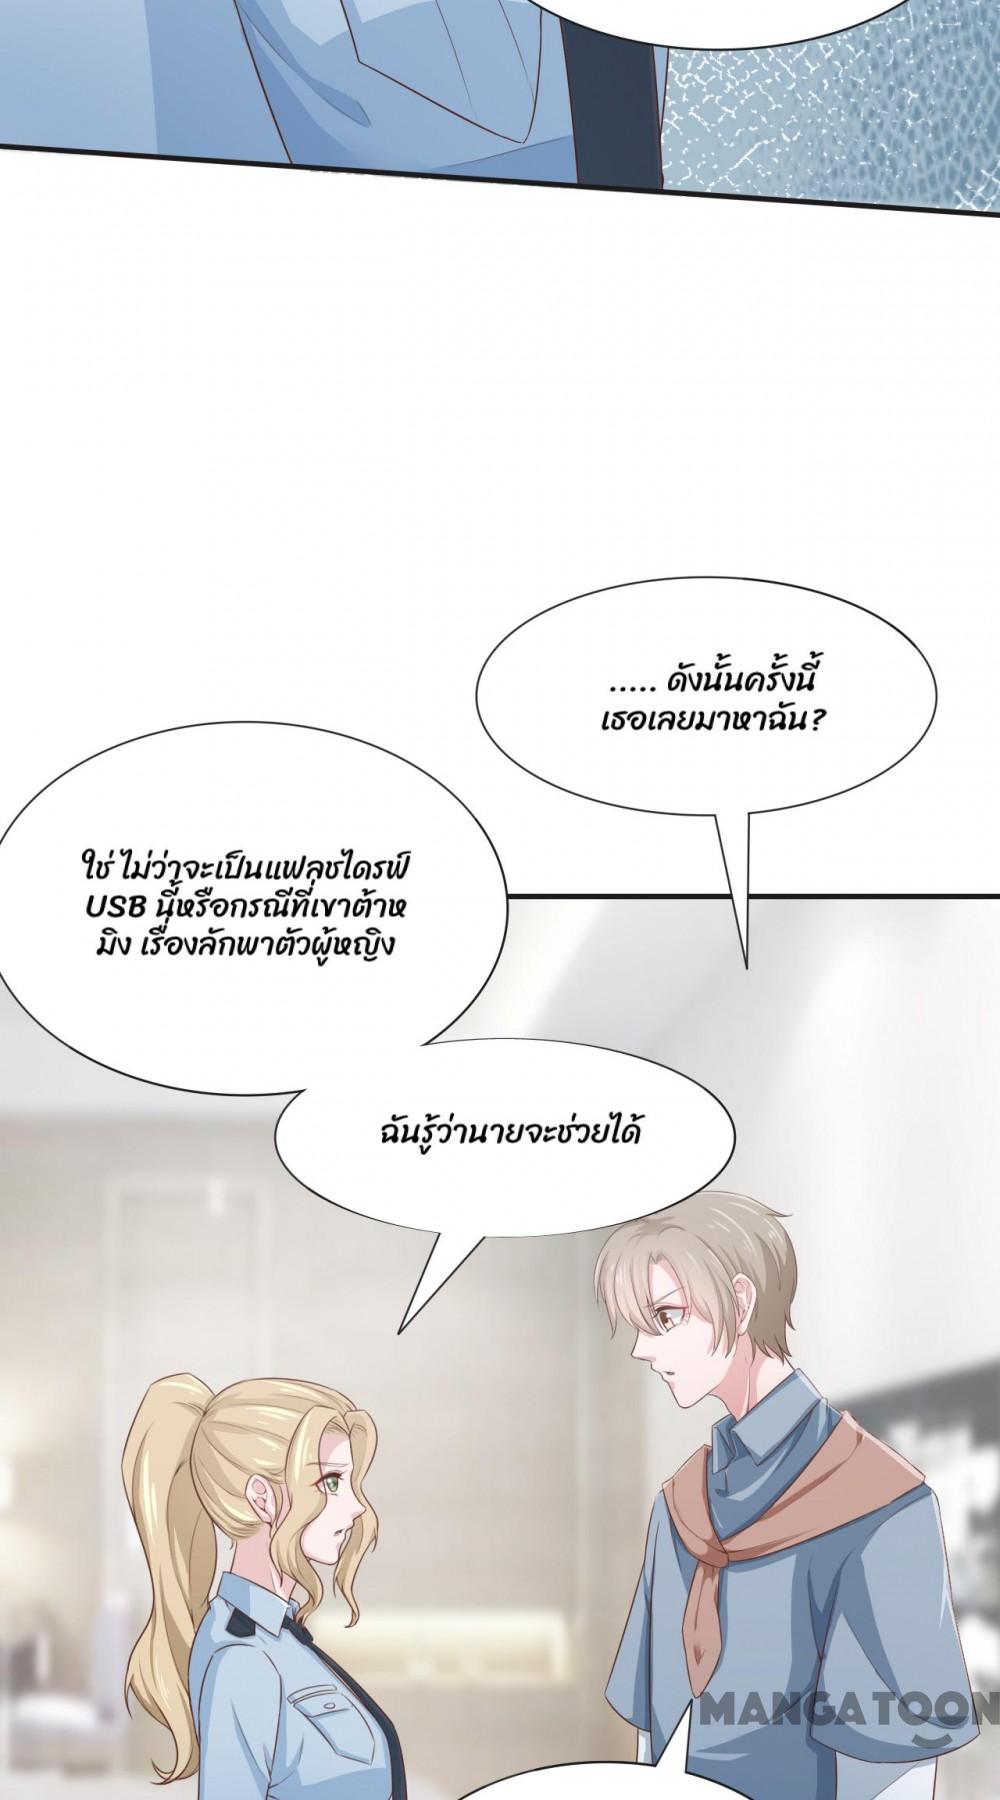 ..... ดังนั้นครั้งนี้
เธอเลยมาหาฉัน?
ใช่ ไม่ว่าจะเป็นแฟลชไดรฟ์
USB นี้หรือกรณีที่เขาต้าห
มิง เรื่องลักพาตัวผู้หญิง
ฉันรู้ว่านายจะช่วยได้
MANGATOON